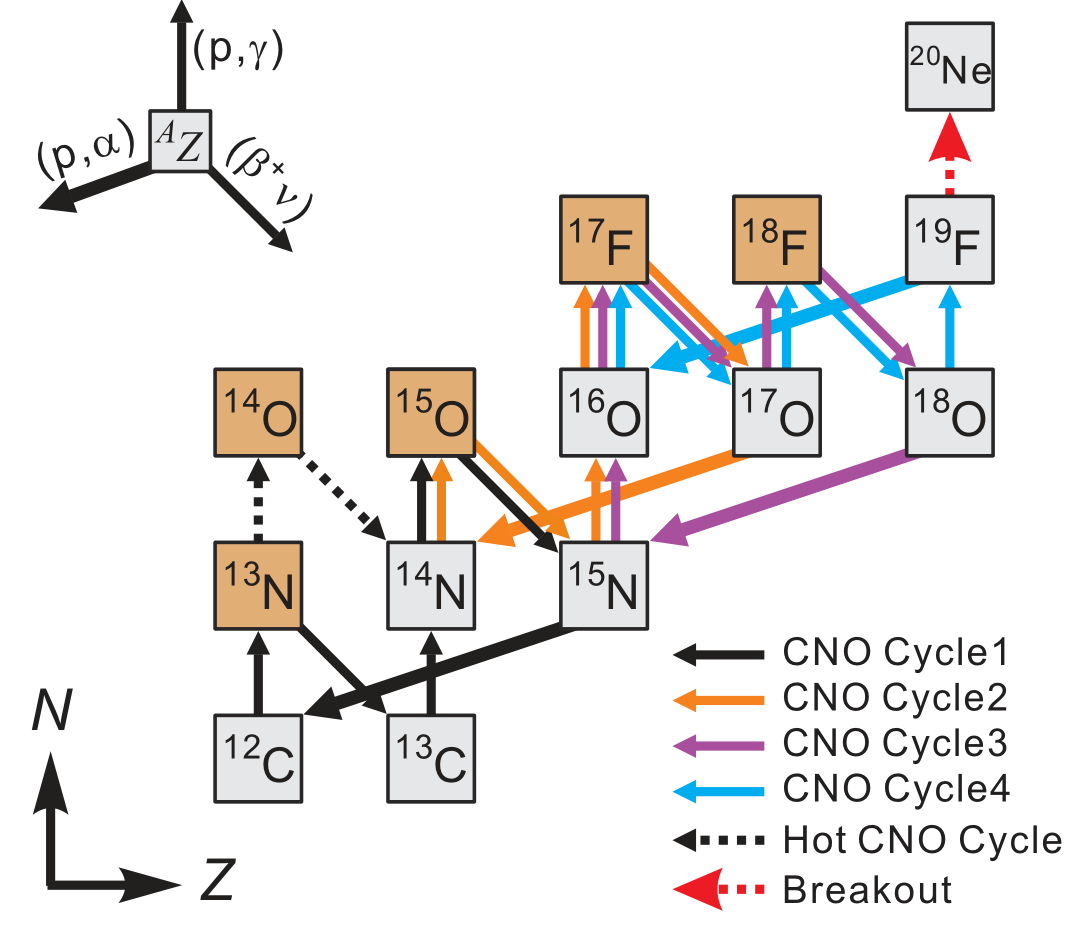 (p,γ)
(p,α)
ᴬZ
(β⁺ν)
²⁰Ne
¹⁷F
¹⁸F
¹⁹F
¹⁴O
¹⁵O
¹⁶O
¹⁷O
¹⁸O
¹³N
¹⁴N
¹⁵N
¹²C
¹³C
N
Z
CNO Cycle1
CNO Cycle2
CNO Cycle3
CNO Cycle4
Hot CNO Cycle
Breakout